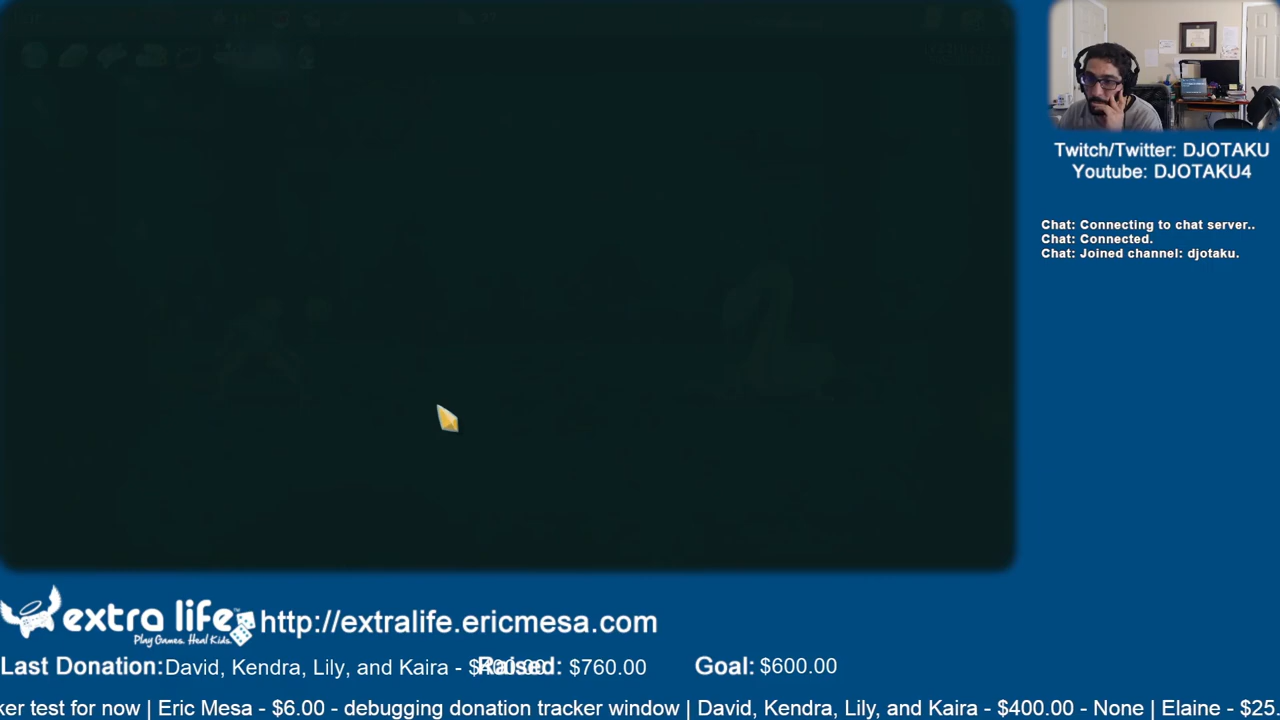 Twitch/Twitter: DJOTAKU
Youtube: DJOTAKU4
Chat: Connecting to chat server..
Chat: Connected.
Chat: Joined channel: djotaku.
extra life
Play Games. Heal Kids.
http://extralife.ericmesa.com
Last Donation: David, Kendra, Lily, and Kaira - $400.00 Raised: $760.00 Goal: $600.00
ker test for now | Eric Mesa - $6.00 - debugging donation tracker window | David, Kendra, Lily, and Kaira - $400.00 - None | Elaine - $25.